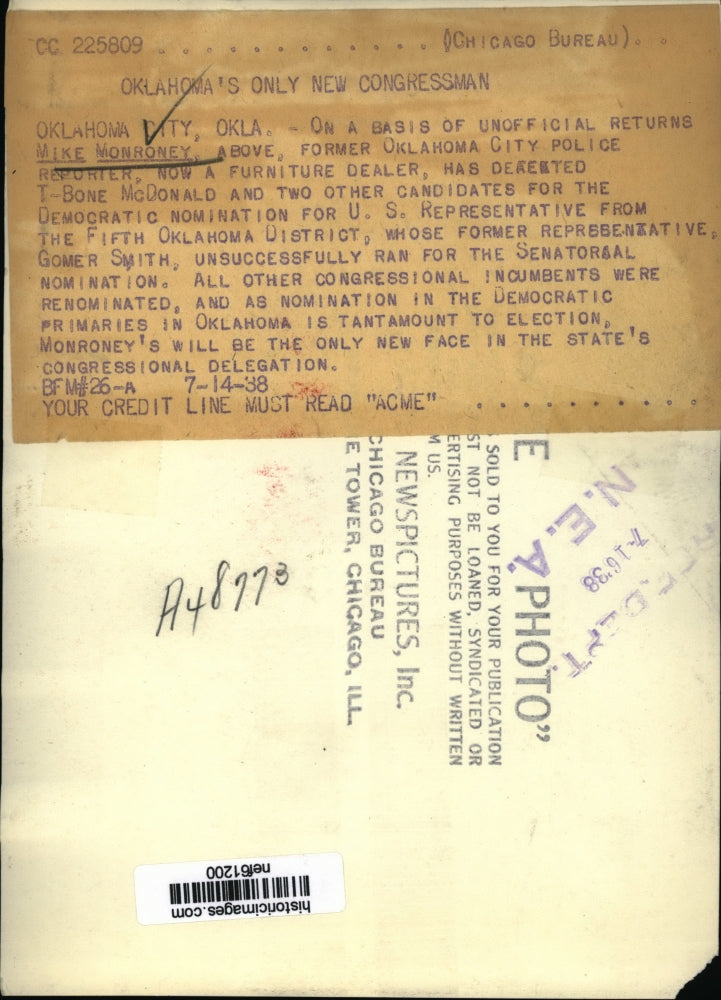 CC 225809 . . . . . . . . . . . . . (CHICAGO BUREAU). .
OKLAHOMA'S ONLY NEW CONGRESSMAN
OKLAHOMA CITY, OKLA. - ON A BASIS OF UNOFFICIAL RETURNS
MIKE MONRONEY, ABOVE, FORMER OKLAHOMA CITY POLICE
REPORTER, NOW A FURNITURE DEALER, HAS DEFEETED
T-BONE MCDONALD AND TWO OTHER CANDIDATES FOR THE
DEMOCRATIC NOMINATION FOR U. S. REPRESENTATIVE FROM
THE FIFTH OKLAHOMA DISTRICT, WHOSE FORMER REPRESENTATIVE,
GOMER SMITH, UNSUCCESSFULLY RAN FOR THE SENATORIAL
NOMINATION. ALL OTHER CONGRESSIONAL INCUMBENTS WERE
RENOMINATED, AND AS NOMINATION IN THE DEMOCRATIC
PRIMARIES IN OKLAHOMA IS TANTAMOUNT TO ELECTION,
MONRONEY'S WILL BE THE ONLY NEW FACE IN THE STATE'S
CONGRESSIONAL DELEGATION.
BFM#26-A 7-14-38
YOUR CREDIT LINE MUST READ "ACME" . . . . . . . . . .
E PHOTO"
SOLD TO YOU FOR YOUR PUBLICATION
ST NOT BE LOANED, SYNDICATED OR
ERTISING PURPOSES WITHOUT WRITTEN
M US.
NEWSPICTURES, Inc.
CHICAGO BUREAU
E TOWER, CHICAGO, ILL.
N.E.A.
7-16-38
DEPT.
A48773
historicimages.com
nef61200